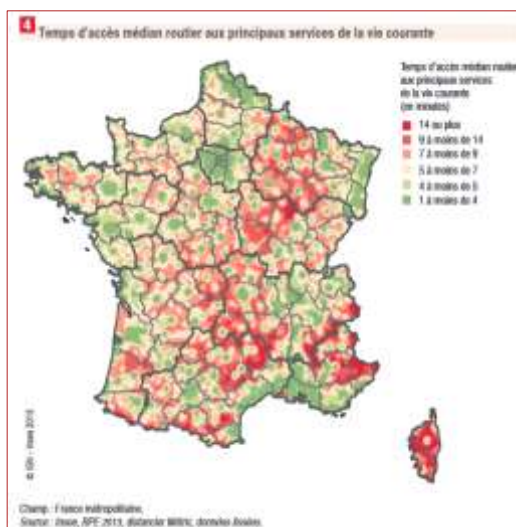 4 Temps d'accès médian routier aux principaux services de la vie courante
Temps d'accès médian routier
aux principaux services
de la vie courante
(en minutes)
14 ou plus
9 à moins de 14
7 à moins de 9
5 à moins de 7
4 à moins de 5
1 à moins de 4
© IGN - Insee
Champ : France métropolitaine.
Source : Insee, BPE 2013, distancier Métric, données